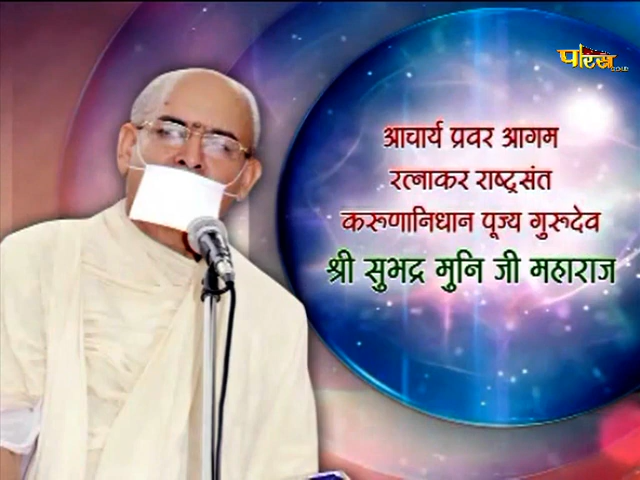 पारस
आचार्य प्रवर आगम
रत्नाकर राष्ट्रसंत
करूणानिधान पूज्य गुरूदेव
श्री सुभद्र मुनि जी महाराज